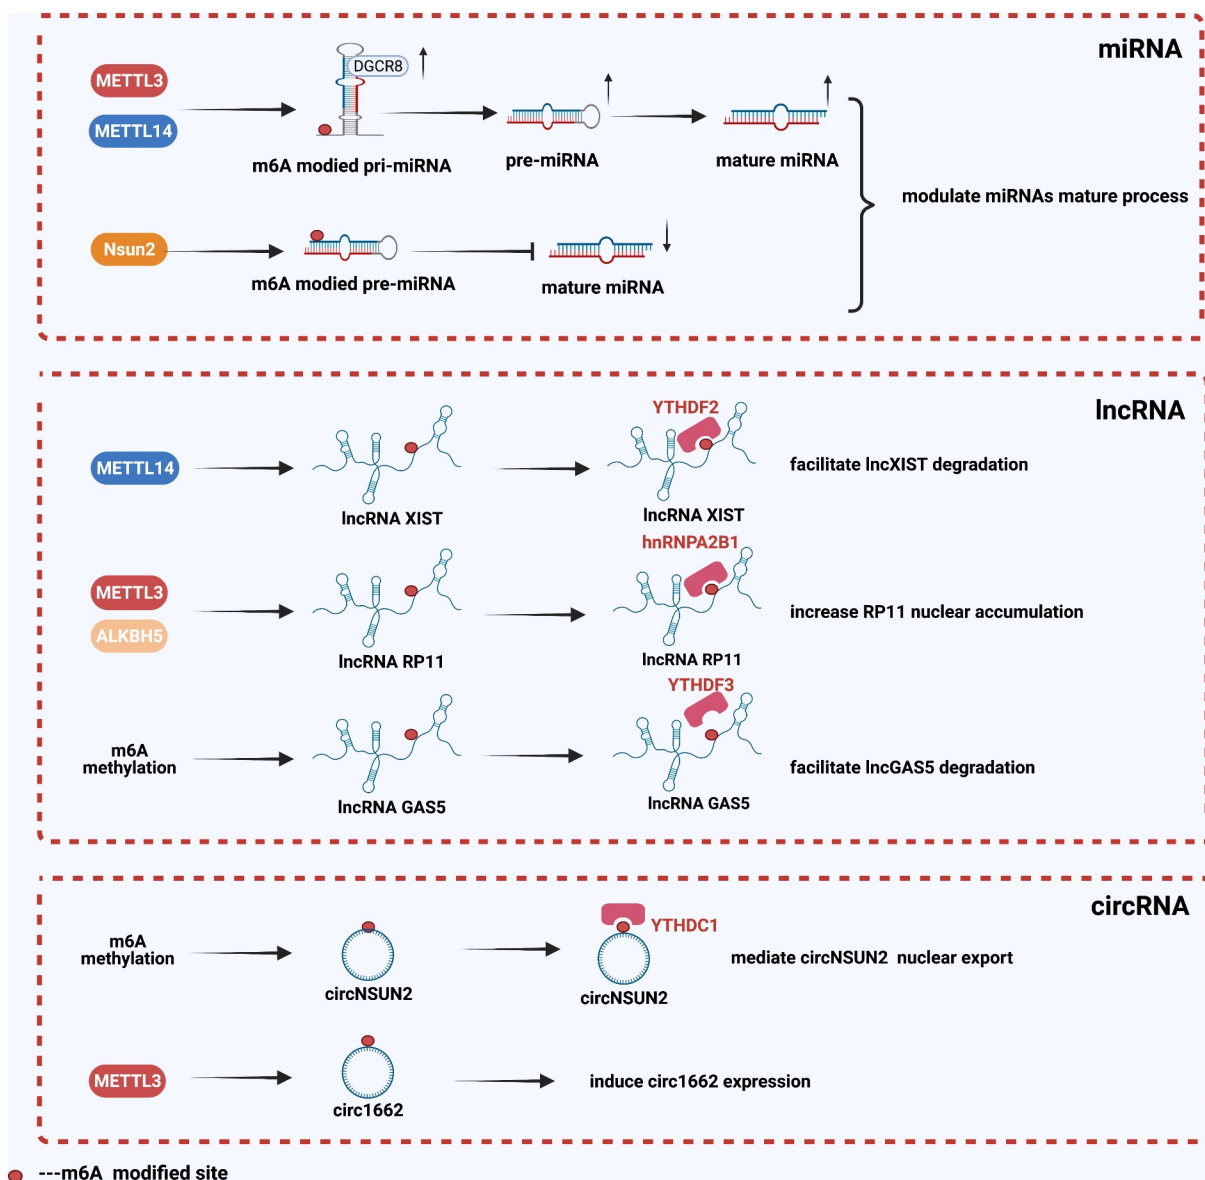 miRNA
METTL3
METTL14
DGCR8
m6A modied pri-miRNA
pre-miRNA
mature miRNA
modulate miRNAs mature process
Nsun2
m6A modied pre-miRNA
mature miRNA
lncRNA
METTL14
lncRNA XIST
YTHDF2
lncRNA XIST
facilitate lncXIST degradation
METTL3
ALKBH5
lncRNA RP11
hnRNPA2B1
lncRNA RP11
increase RP11 nuclear accumulation
m6A
methylation
lncRNA GAS5
YTHDF3
lncRNA GAS5
facilitate lncGAS5 degradation
circRNA
m6A
methylation
circNSUN2
YTHDC1
circNSUN2
mediate circNSUN2 nuclear export
METTL3
circ1662
induce circ1662 expression
---m6A modified site